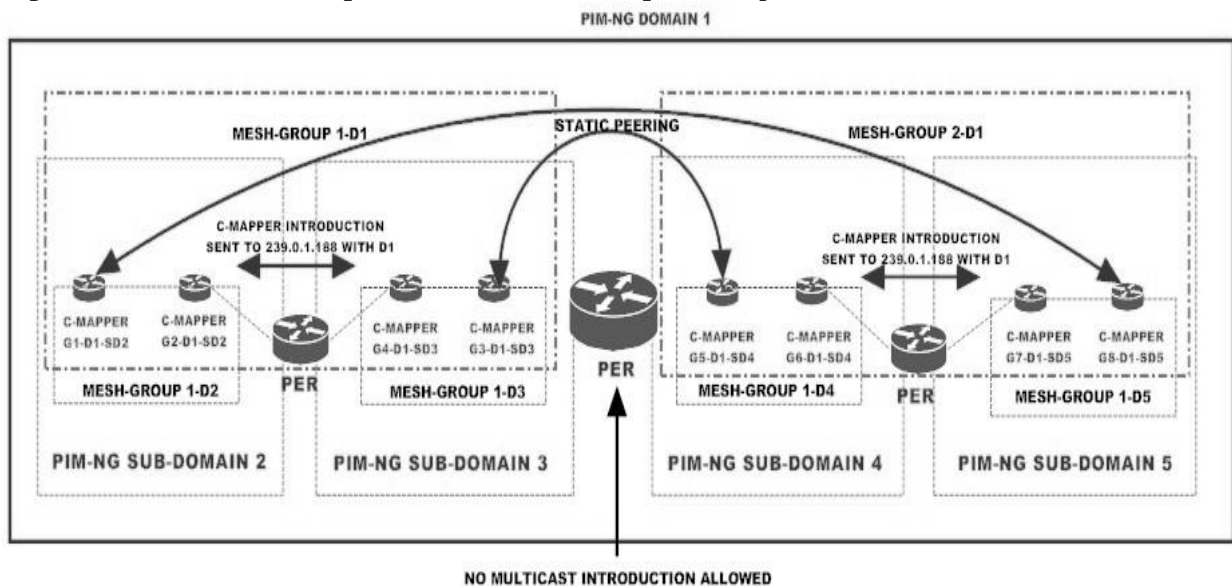 PIM-NG DOMAIN 1
MESH-GROUP 1-D1
STATIC PEERING
MESH-GROUP 2-D1
C-MAPPER INTRODUCTION
SENT TO 239.0.1.188 WITH D1
C-MAPPER INTRODUCTION
SENT TO 239.0.1.188 WITH D1
C-MAPPER
G1-D1-SD2
C-MAPPER
G2-D1-SD2
PER
C-MAPPER
G4-D1-SD3
C-MAPPER
G3-D1-SD3
PER
C-MAPPER
G5-D1-SD4
C-MAPPER
G6-D1-SD4
PER
C-MAPPER
G7-D1-SD5
C-MAPPER
G8-D1-SD5
MESH-GROUP 1-D2
MESH-GROUP 1-D3
MESH-GROUP 1-D4
MESH-GROUP 1-D5
PIM-NG SUB-DOMAIN 2
PIM-NG SUB-DOMAIN 3
PIM-NG SUB-DOMAIN 4
PIM-NG SUB-DOMAIN 5
NO MULTICAST INTRODUCTION ALLOWED